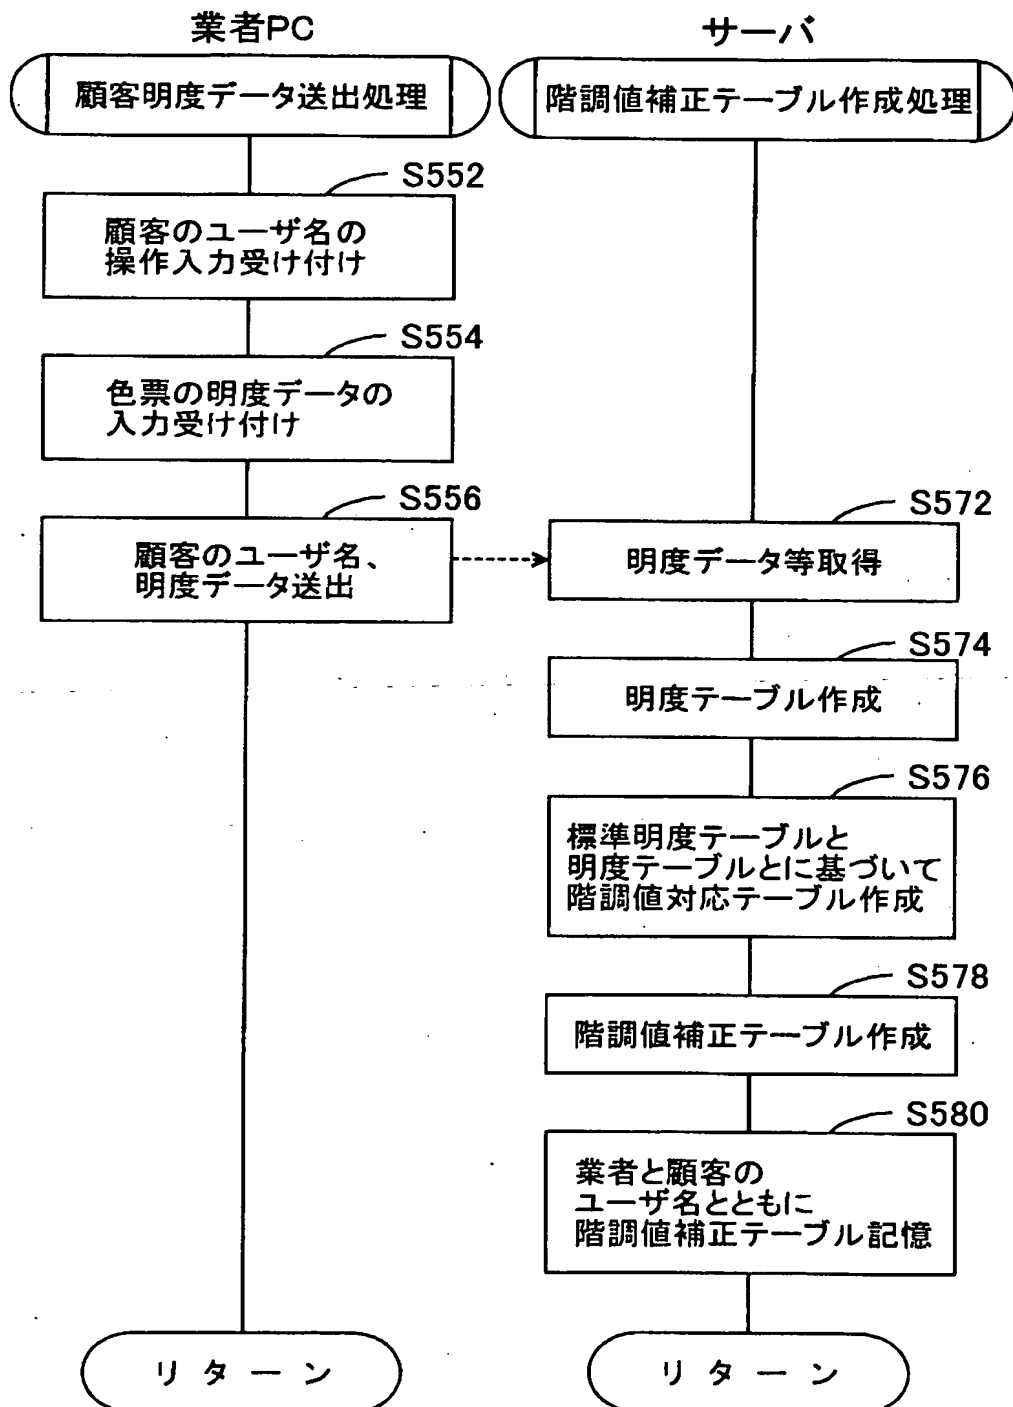 業者PC
顧客明度データ送出処理
S552
顧客のユーザ名の
操作入力受け付け
S554
色票の明度データの
入力受け付け
S556
顧客のユーザ名、
明度データ送出
リターン
サーバ
階調値補正テーブル作成処理
S572
明度データ等取得
S574
明度テーブル作成
S576
標準明度テーブルと
明度テーブルとに基づいて
階調値対応テーブル作成
S578
階調値補正テーブル作成
S580
業者と顧客の
ユーザ名とともに
階調値補正テーブル記憶
リターン